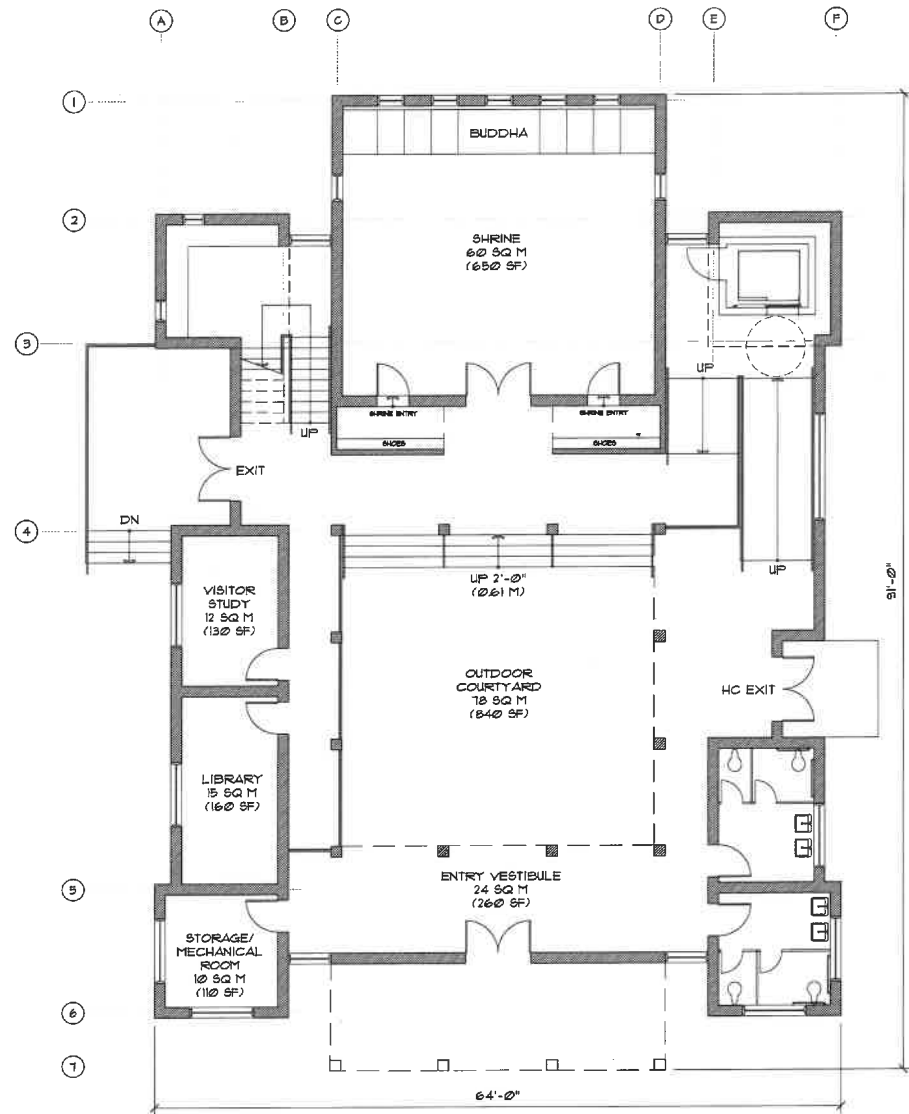 A B C D E F
1
BUDDHA
2
SHRINE
60 SQ M
(650 SF)
3
UP
SHRINE ENTRY
SHRINE ENTRY
UP
SHOES
SHOES
EXIT
4
DN
UP 2'-0"
(0.61 M)
UP
91'-0"
VISITOR
STUDY
12 SQ M
(130 SF)
OUTDOOR
COURTYARD
78 SQ M
(840 SF)
HC EXIT
LIBRARY
15 SQ M
(160 SF)
ENTRY VESTIBULE
24 SQ M
(260 SF)
5
STORAGE/
MECHANICAL
ROOM
10 SQ M
(110 SF)
6
7
64'-0"